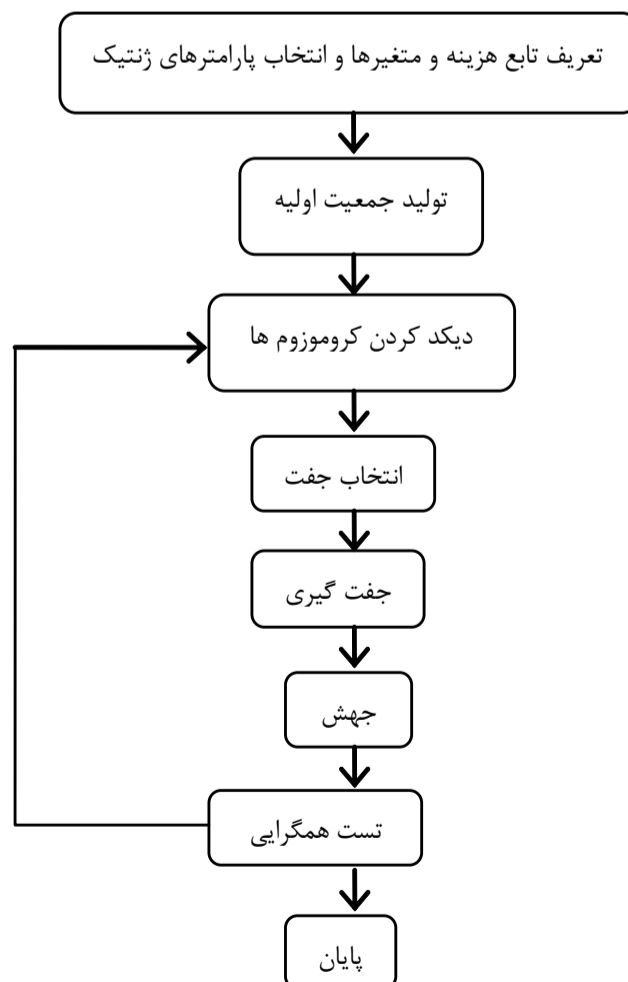 تعریف تابع هزینه و متغیرها و انتخاب پارامترهای ژنتیک
تولید جمعیت اولیه
دیکد کردن کروموزوم ها
انتخاب جفت
جفت گیری
جهش
تست همگرایی
پایان